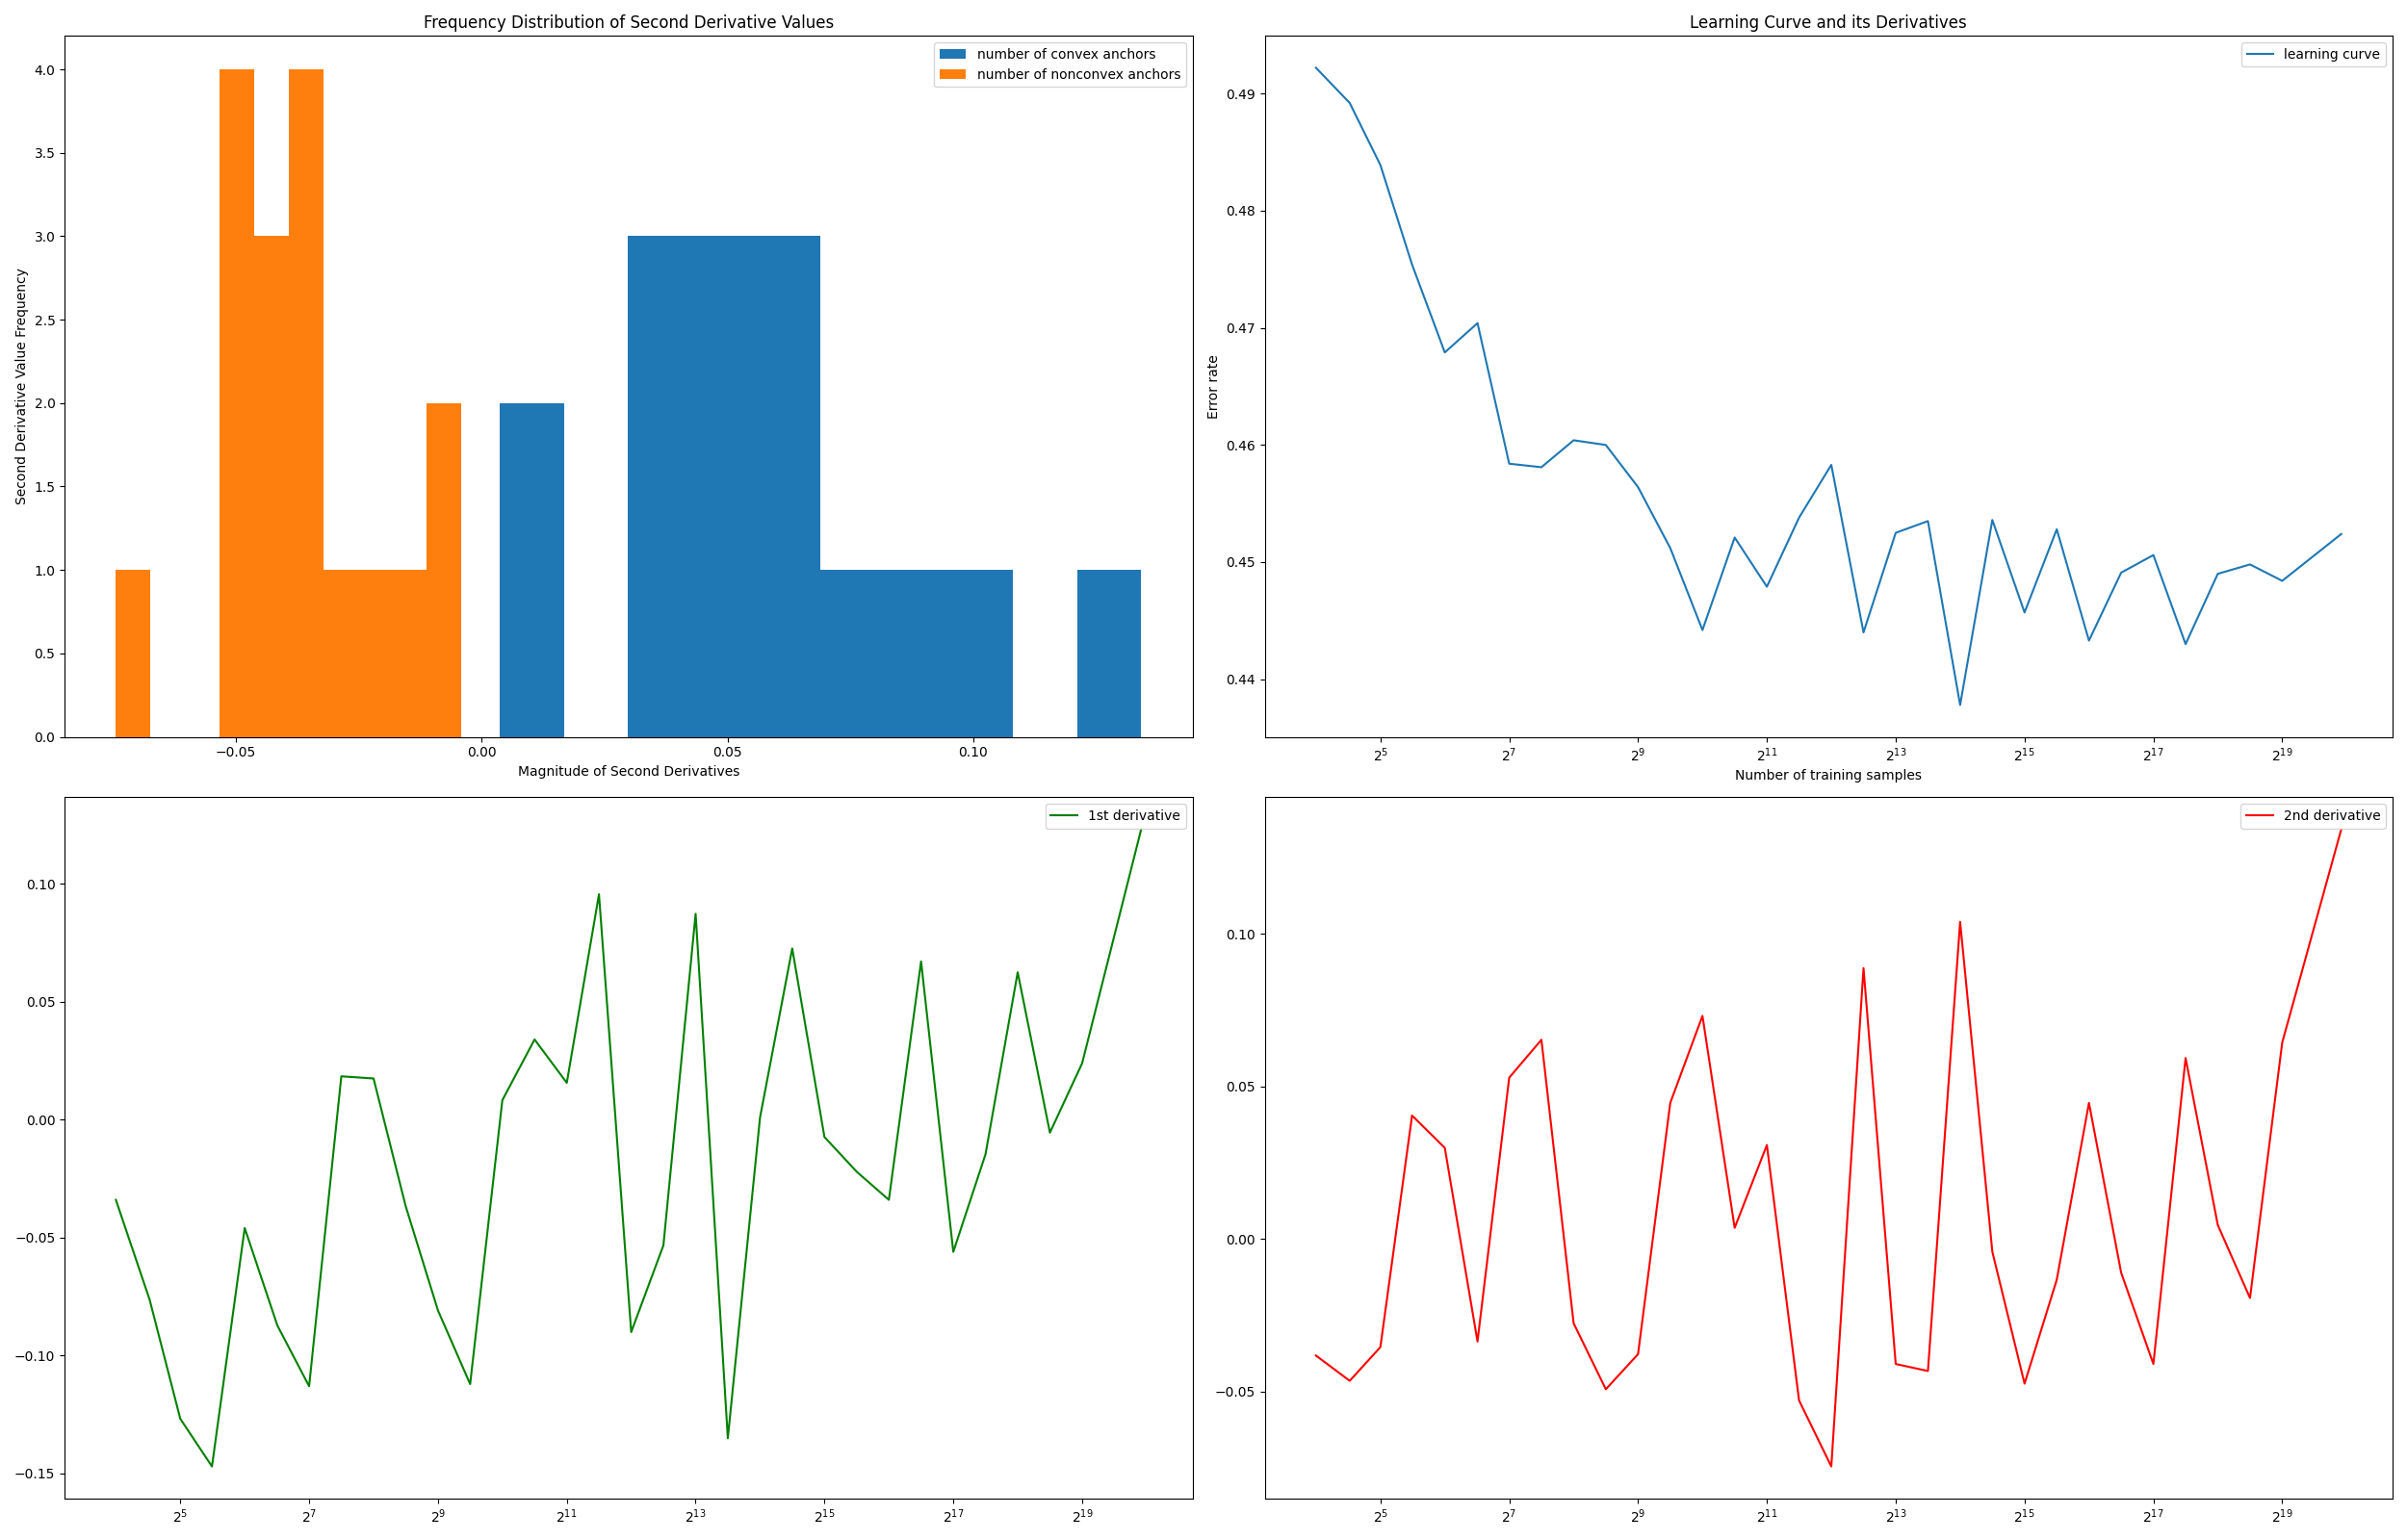 Frequency Distribution of Second Derivative Values
number of convex anchors
number of nonconvex anchors
4.0
3.5
3.0
2.5
2.0
1.5
1.0
0.5
0.0
Second Derivative Value Frequency
−0.05 0.00 0.05 0.10
Magnitude of Second Derivatives
Learning Curve and its Derivatives
learning curve
0.49
0.48
0.47
0.46
0.45
0.44
Error rate
2^5 2^7 2^9 2^11 2^13 2^15 2^17 2^19
Number of training samples
1st derivative
0.10
0.05
0.00
−0.05
−0.10
−0.15
2^5 2^7 2^9 2^11 2^13 2^15 2^17 2^19
2nd derivative
0.10
0.05
0.00
−0.05
2^5 2^7 2^9 2^11 2^13 2^15 2^17 2^19